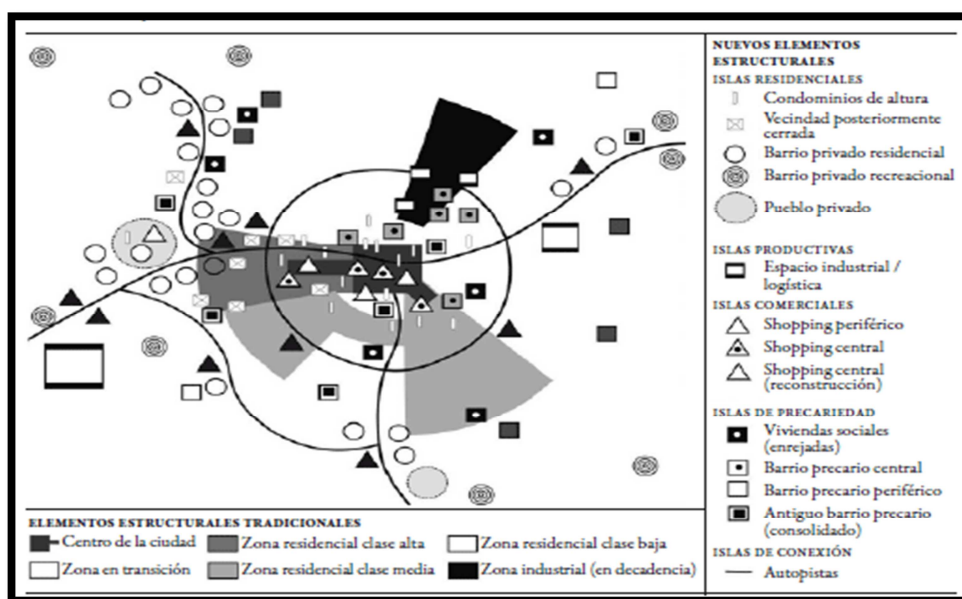 NUEVOS ELEMENTOS
ESTRUCTURALES
ISLAS RESIDENCIALES
Condominios de altura
Vecindad posteriormente
cerrada
Barrio privado residencial
Barrio privado recreacional
Pueblo privado
ISLAS PRODUCTIVAS
Espacio industrial /
logística
ISLAS COMERCIALES
Shopping periférico
Shopping central
Shopping central
(reconstrucción)
ISLAS DE PRECARIEDAD
Viviendas sociales
(enrejadas)
Barrio precario central
Barrio precario periférico
Antiguo barrio precario
(consolidado)
ISLAS DE CONEXIÓN
Autopistas
ELEMENTOS ESTRUCTURALES TRADICIONALES
Centro de la ciudad
Zona residencial clase alta
Zona residencial clase baja
Zona en transición
Zona residencial clase media
Zona industrial (en decadencia)